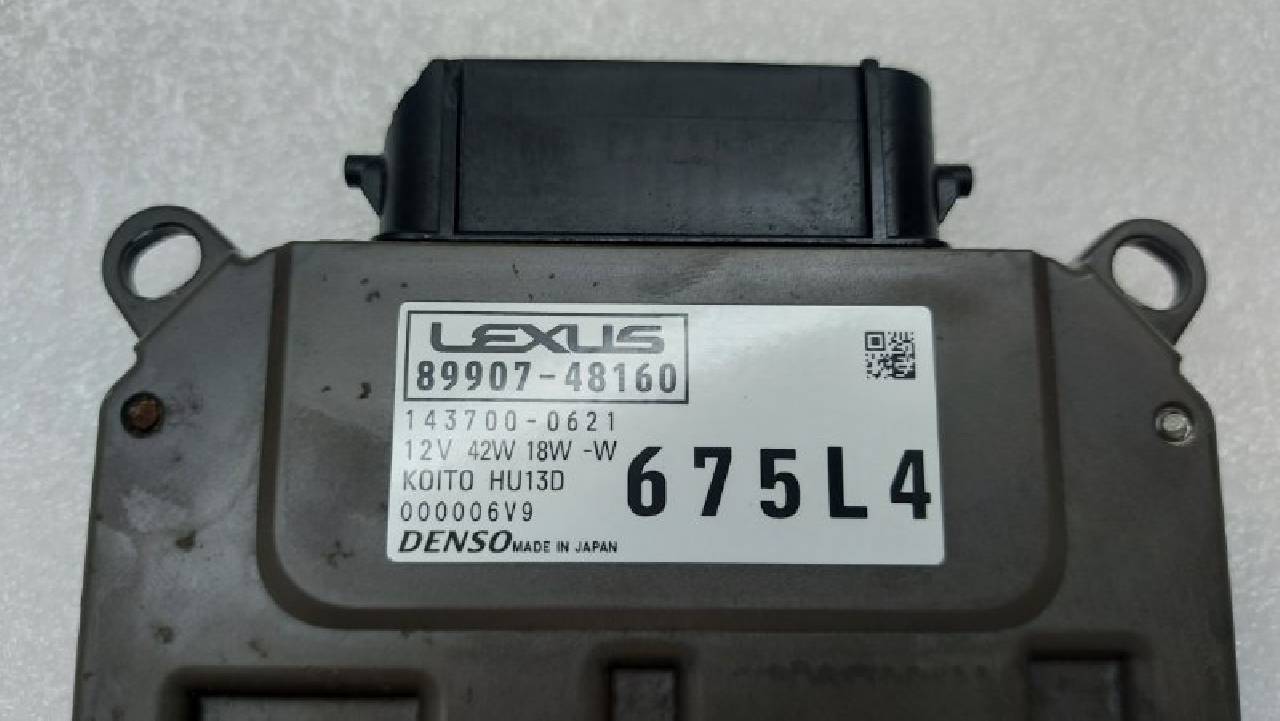 LEXUS
89907-48160
143700-0621
12V 42W 18W -W
KOITO HU13D
000006V9
675L4
DENSO MADE IN JAPAN